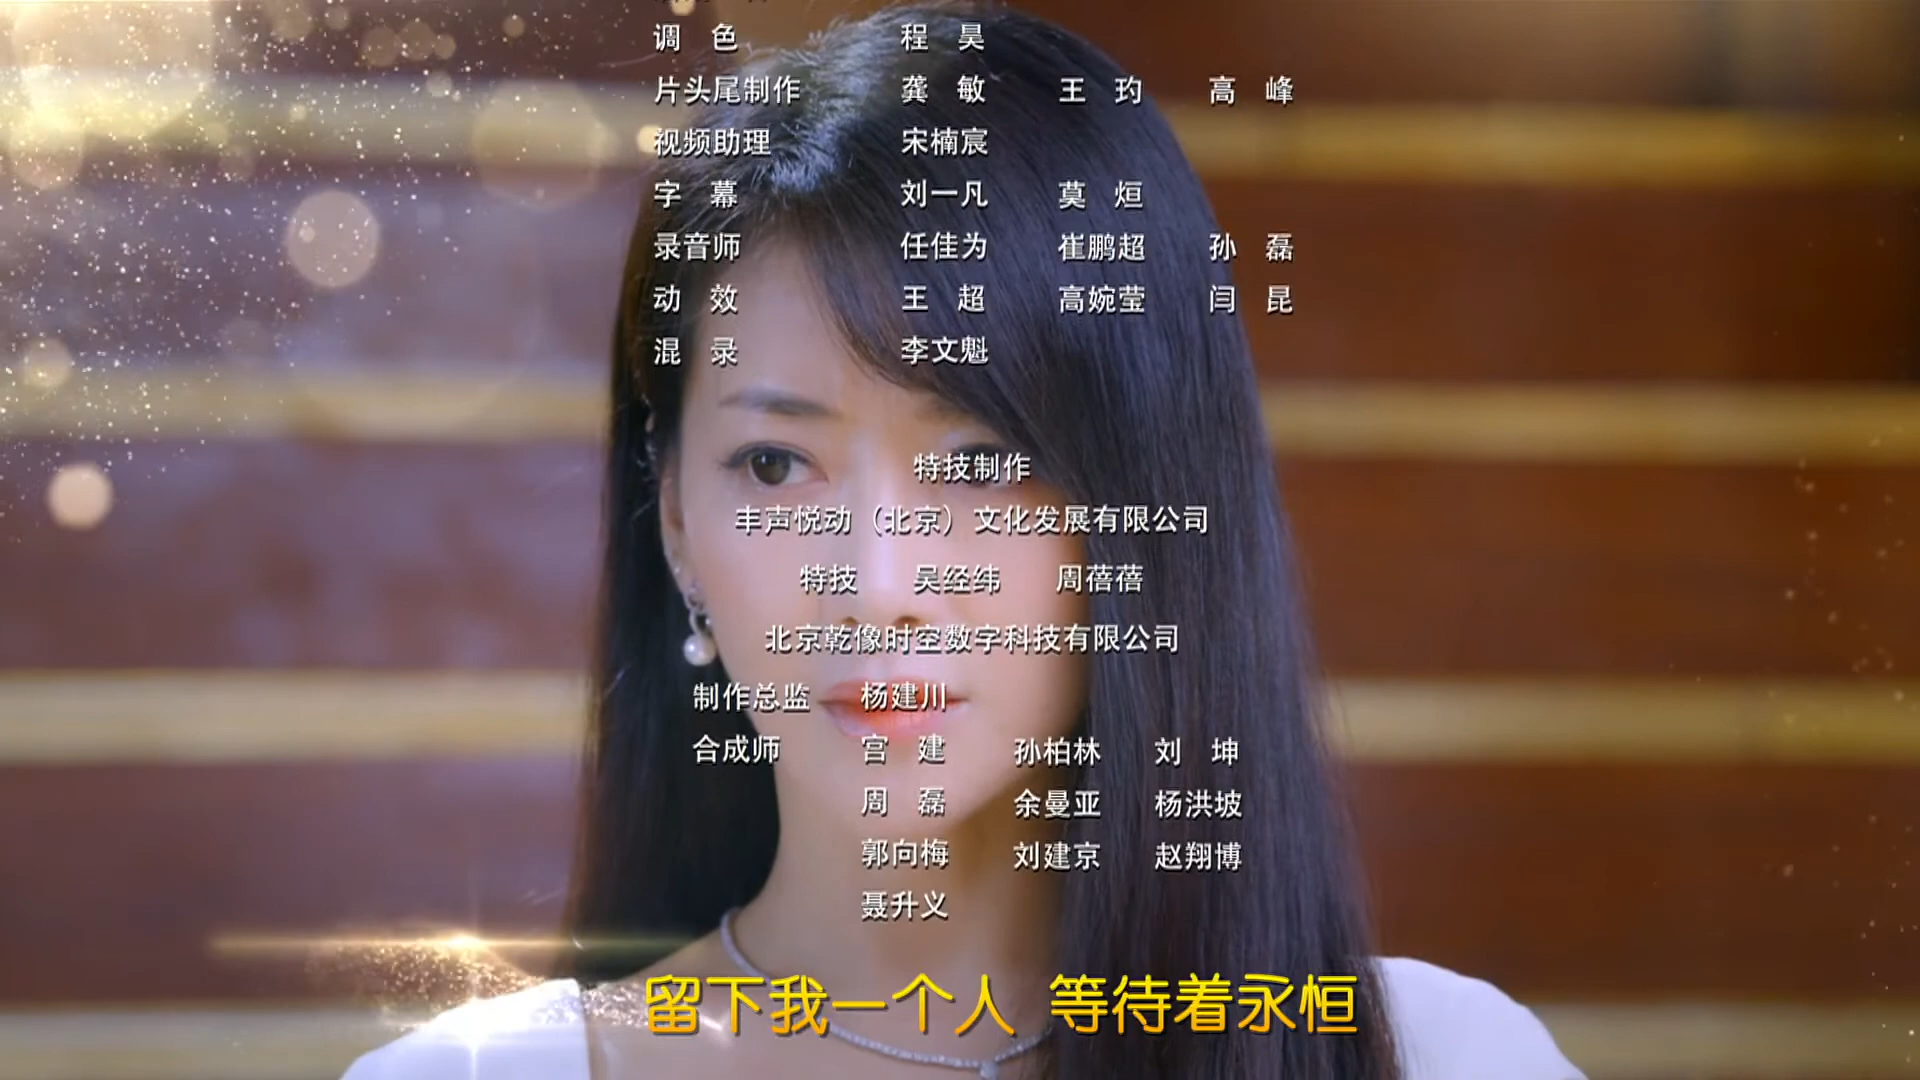 调 色 程 昊
片头尾制作 龚 敏 王 玓 高 峰
视频助理 宋楠宸
字 幕 刘一凡 莫 烜
录音师 任佳为 崔鹏超 孙 磊
动 效 王 超 高婉莹 闫 昆
混 录 李文魁
特技制作
丰声悦动（北京）文化发展有限公司
特技 吴经纬 周蓓蓓
北京乾像时空数字科技有限公司
制作总监 杨建川
合成师 宫 建 孙柏林 刘 坤
周 磊 余曼亚 杨洪坡
郭向梅 刘建京 赵翔博
聂升义
留下我一个人 等待着永恒